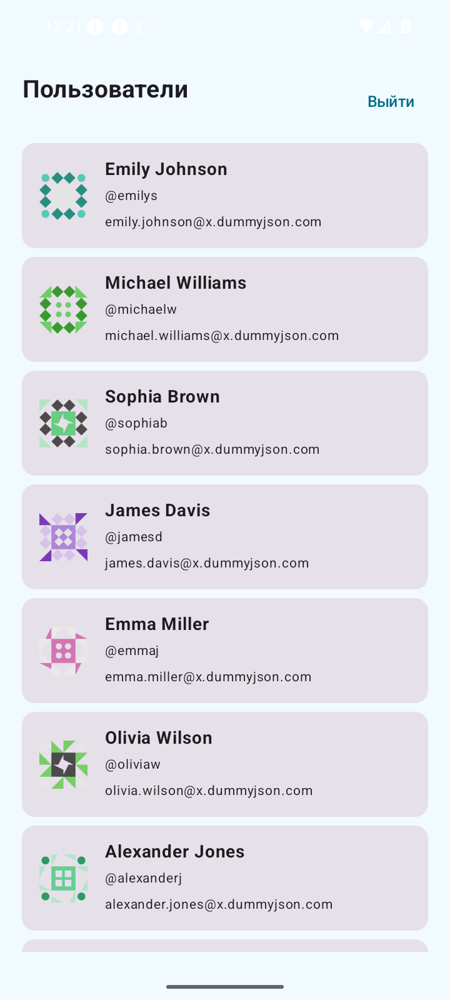 12:21
Пользователи
Выйти
Emily Johnson
@emilys
emily.johnson@x.dummyjson.com
Michael Williams
@michaelw
michael.williams@x.dummyjson.com
Sophia Brown
@sophiab
sophia.brown@x.dummyjson.com
James Davis
@jamesd
james.davis@x.dummyjson.com
Emma Miller
@emmaj
emma.miller@x.dummyjson.com
Olivia Wilson
@oliviaw
olivia.wilson@x.dummyjson.com
Alexander Jones
@alexanderj
alexander.jones@x.dummyjson.com